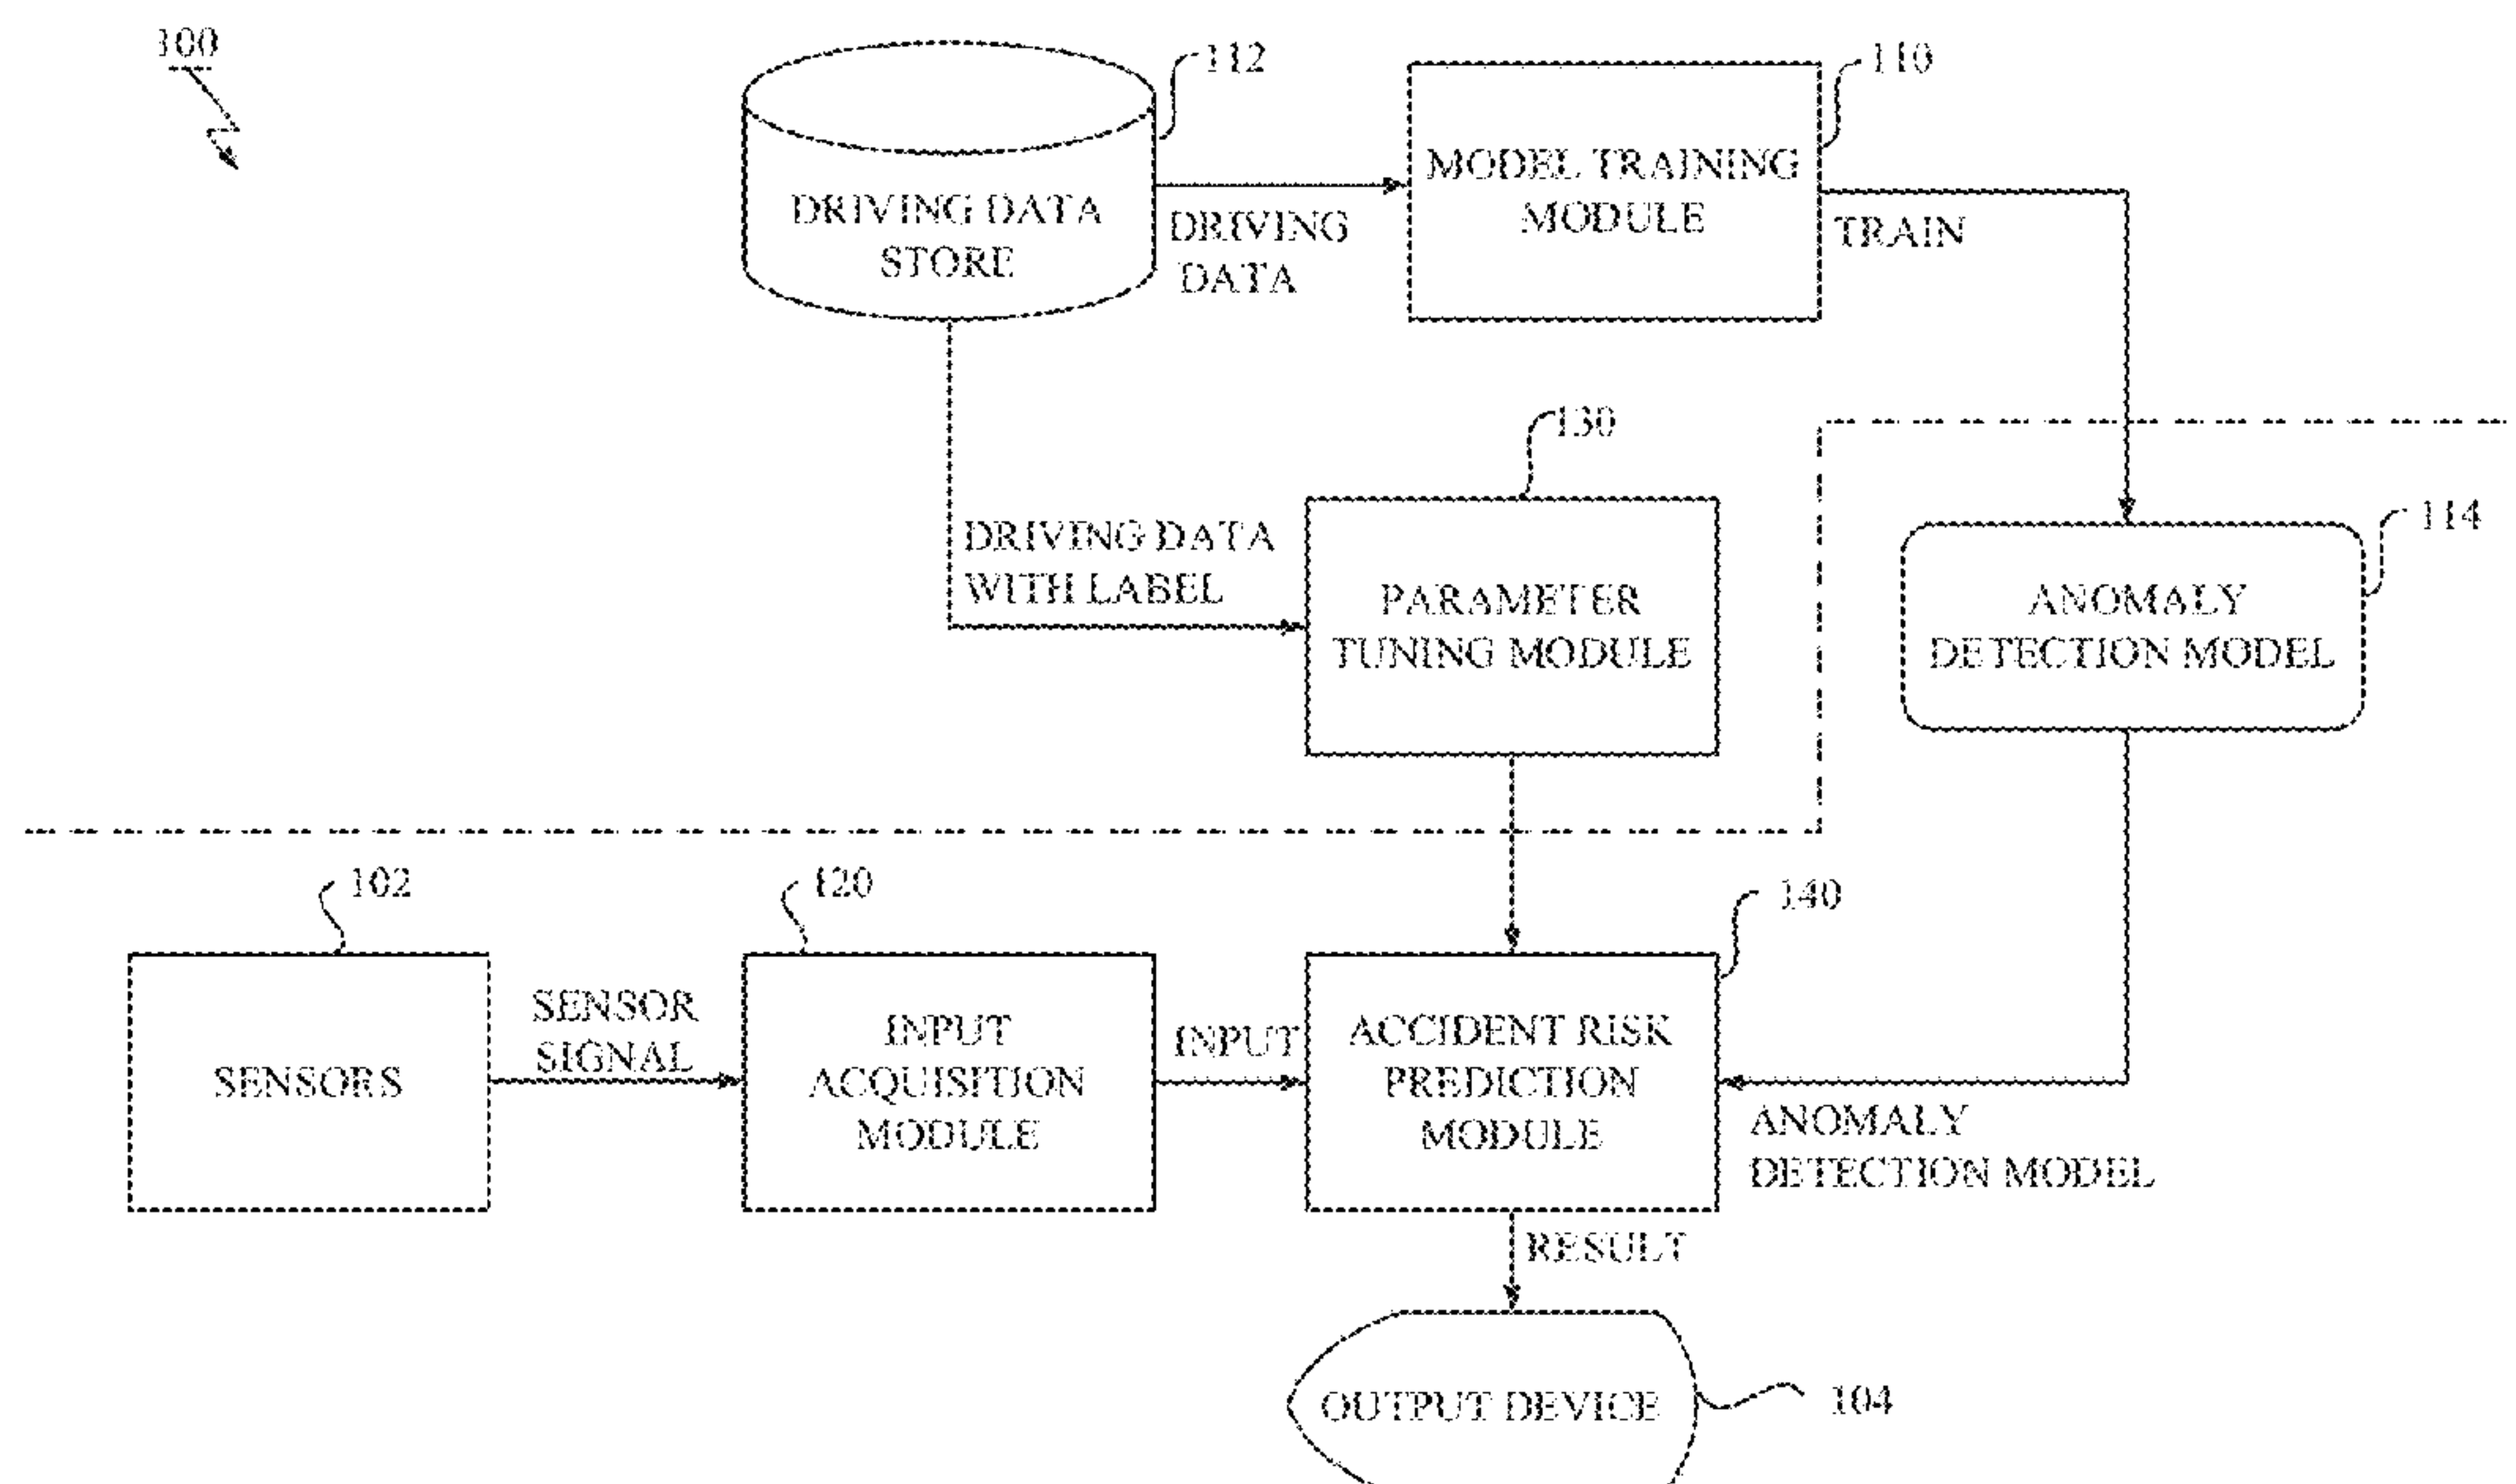 100
112
110
DRIVING DATA
STORE
DRIVING
DATA
MODEL TRAINING
MODULE
TRAIN
130
114
DRIVING DATA
WITH LABEL
PARAMETER
TUNING MODULE
ANOMALY
DETECTION MODEL
102
120
140
SENSORS
SENSOR
SIGNAL
INPUT
ACQUISITION
MODULE
INPUT
ACCIDENT RISK
PREDICTION
MODULE
ANOMALY
DETECTION MODEL
RESULT
OUTPUT DEVICE
104